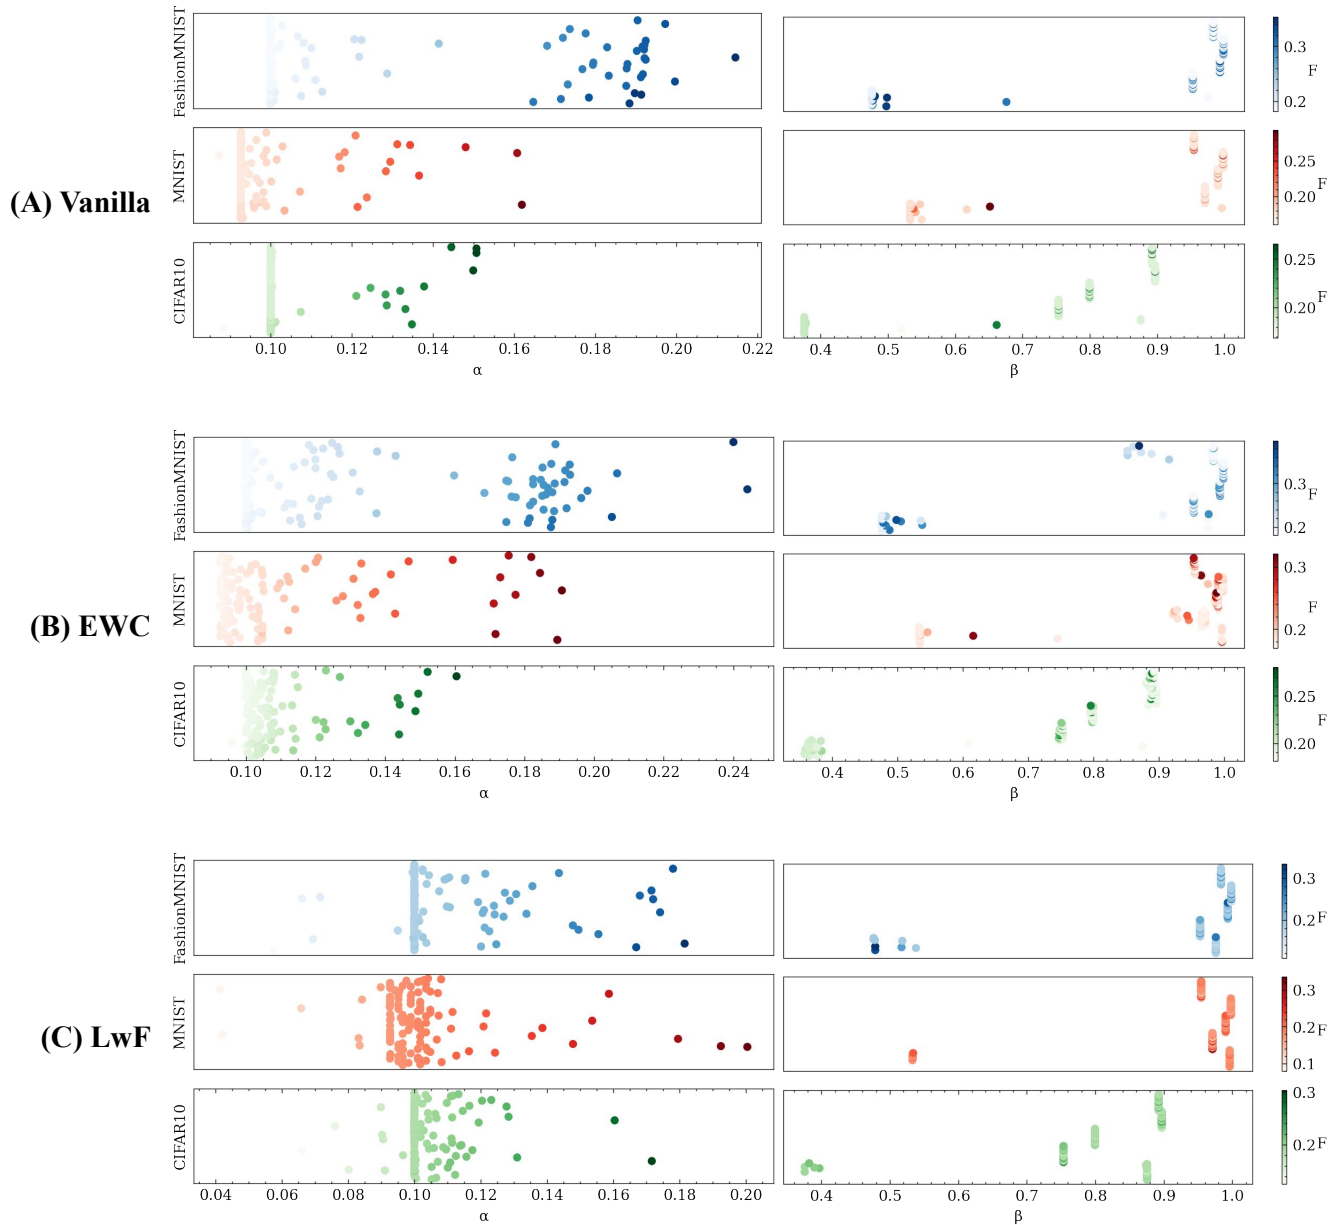 (A) Vanilla
FashionMNIST
0.3
F
0.2
MNIST
0.25
F
0.20
CIFAR10
0.25
F
0.20
0.10 0.12 0.14 0.16 0.18 0.20 0.22
α
0.4 0.5 0.6 0.7 0.8 0.9 1.0
β
(B) EWC
FashionMNIST
0.3
F
0.2
MNIST
0.3
F
0.2
CIFAR10
0.25
F
0.20
0.10 0.12 0.14 0.16 0.18 0.20 0.22 0.24
α
0.4 0.5 0.6 0.7 0.8 0.9 1.0
β
(C) LwF
FashionMNIST
0.3
F
0.2
MNIST
0.3
0.2
F
0.1
CIFAR10
0.3
0.2
F
0.04 0.06 0.08 0.10 0.12 0.14 0.16 0.18 0.20
α
0.4 0.5 0.6 0.7 0.8 0.9 1.0
β